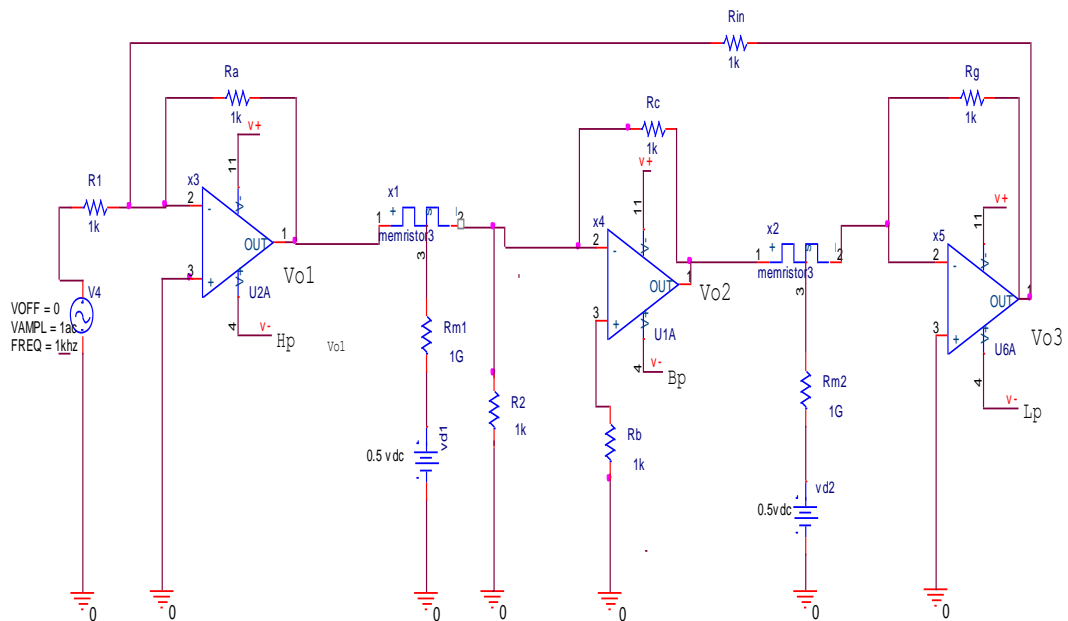 Rin
1k
Ra
1k
v+
11
Rg
1k
Rc
1k
v+
11
v+
11
R1
1k
x3
2
-
V-
OUT
1
3
+
V+
U2A
4
v-
Hp
Vo1
Vo1
x1
1
+
s
2
memristor3
3
Rm1
1G
0.5 vdc
vd1
R2
1k
x4
2
-
V-
OUT
1
3
+
V+
U1A
4
v-
Bp
Vo2
Rb
1k
x2
1
+
s
2
memristor3
3
Rm2
1G
vd2
0.5vdc
x5
2
-
V-
OUT
1
3
+
V+
U6A
4
v-
Lp
Vo3
V4
VOFF = 0
VAMPL = 1ac
FREQ = 1khz
0
0
0
0
0
0
0